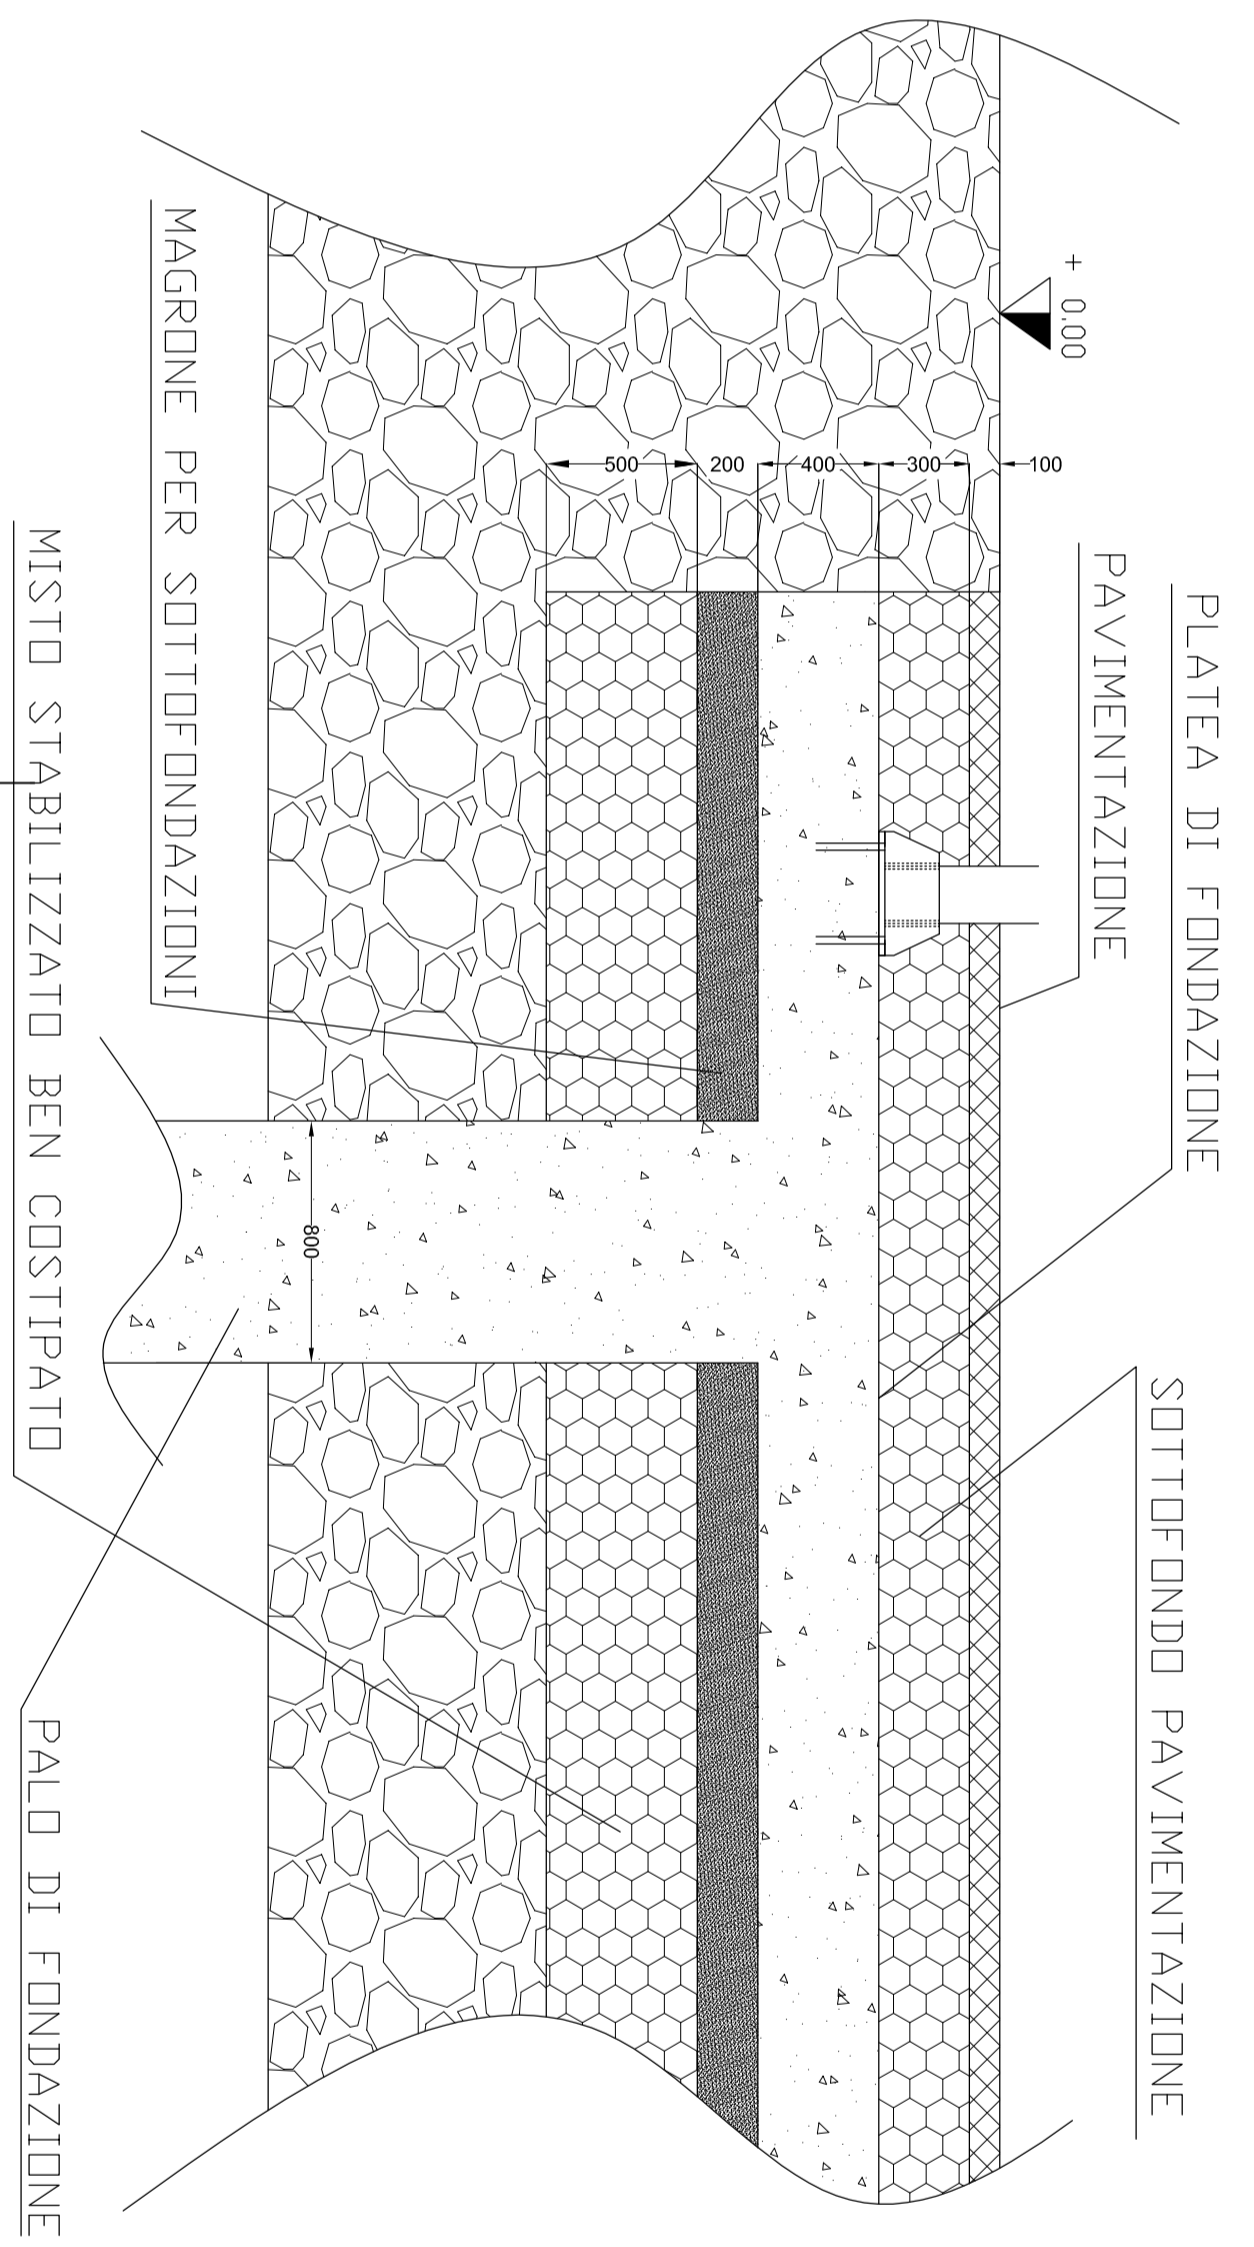 PLATEA DI FONDAZIONE
SOTTOFONDO PAVIMENTAZIONE
PAVIMENTAZIONE
+ 0.00
100
300
400
200
500
800
MAGRONE PER SOTTOFONDAZIONI
MISTO STABILIZZATO BEN COSTIPATO
PALO DI FONDAZIONE